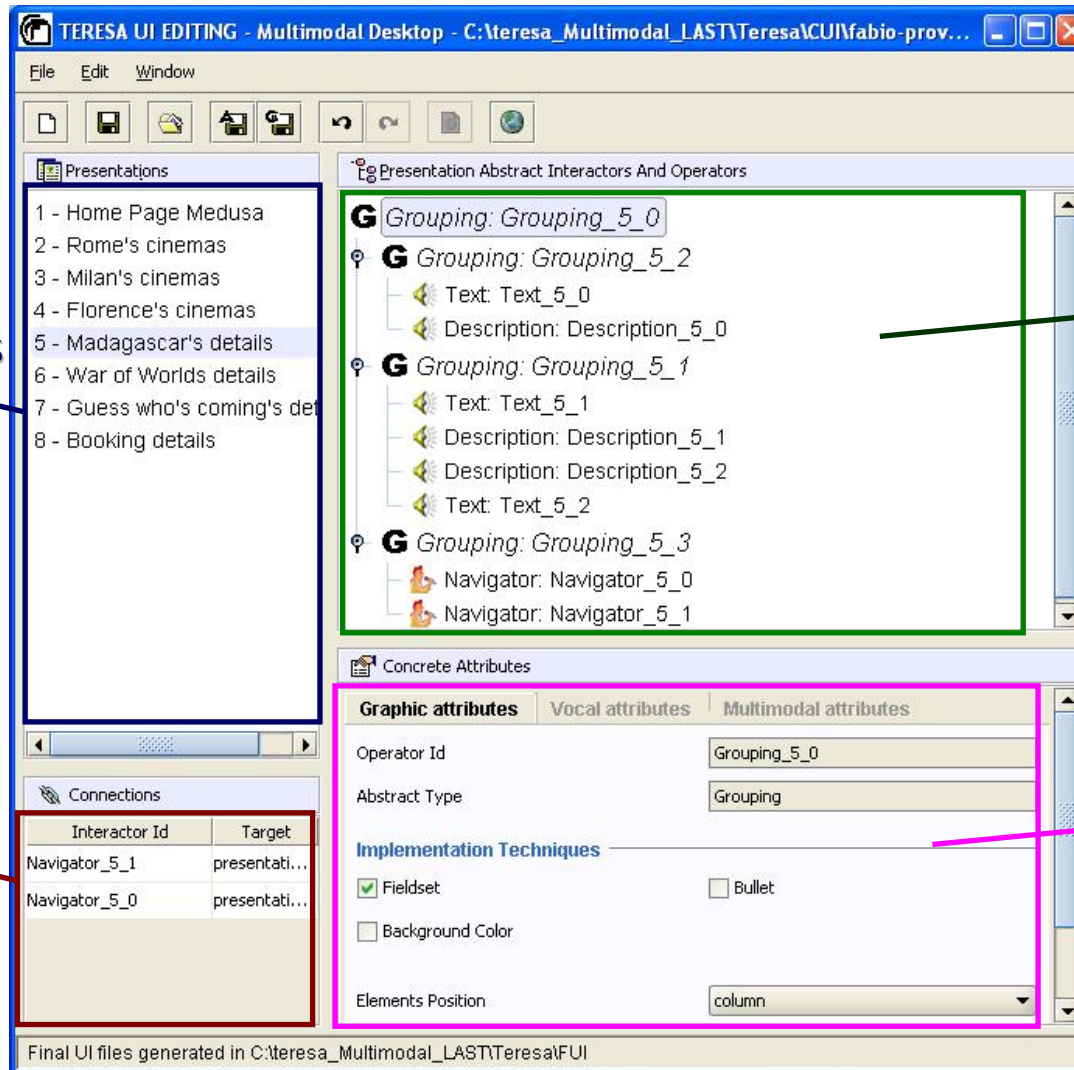 TERESA UI EDITING - Multimodal Desktop - C:\teresa_Multimodal_LAST\Teresa\CUI\fabio-prov...
File Edit Window
Presentations
1 - Home Page Medusa
2 - Rome's cinemas
3 - Milan's cinemas
4 - Florence's cinemas
5 - Madagascar's details
6 - War of Worlds details
7 - Guess who's coming's det
8 - Booking details
s
Connections
Interactor Id Target
Navigator_5_1 presentati...
Navigator_5_0 presentati...
Presentation Abstract Interactors And Operators
G Grouping: Grouping_5_0
G Grouping: Grouping_5_2
Text: Text_5_0
Description: Description_5_0
G Grouping: Grouping_5_1
Text: Text_5_1
Description: Description_5_1
Description: Description_5_2
Text: Text_5_2
G Grouping: Grouping_5_3
Navigator: Navigator_5_0
Navigator: Navigator_5_1
Concrete Attributes
Graphic attributes Vocal attributes Multimodal attributes
Operator Id Grouping_5_0
Abstract Type Grouping
Implementation Techniques
Fieldset Bullet
Background Color
Elements Position column
Final UI files generated in C:\teresa_Multimodal_LAST\Teresa\FUI